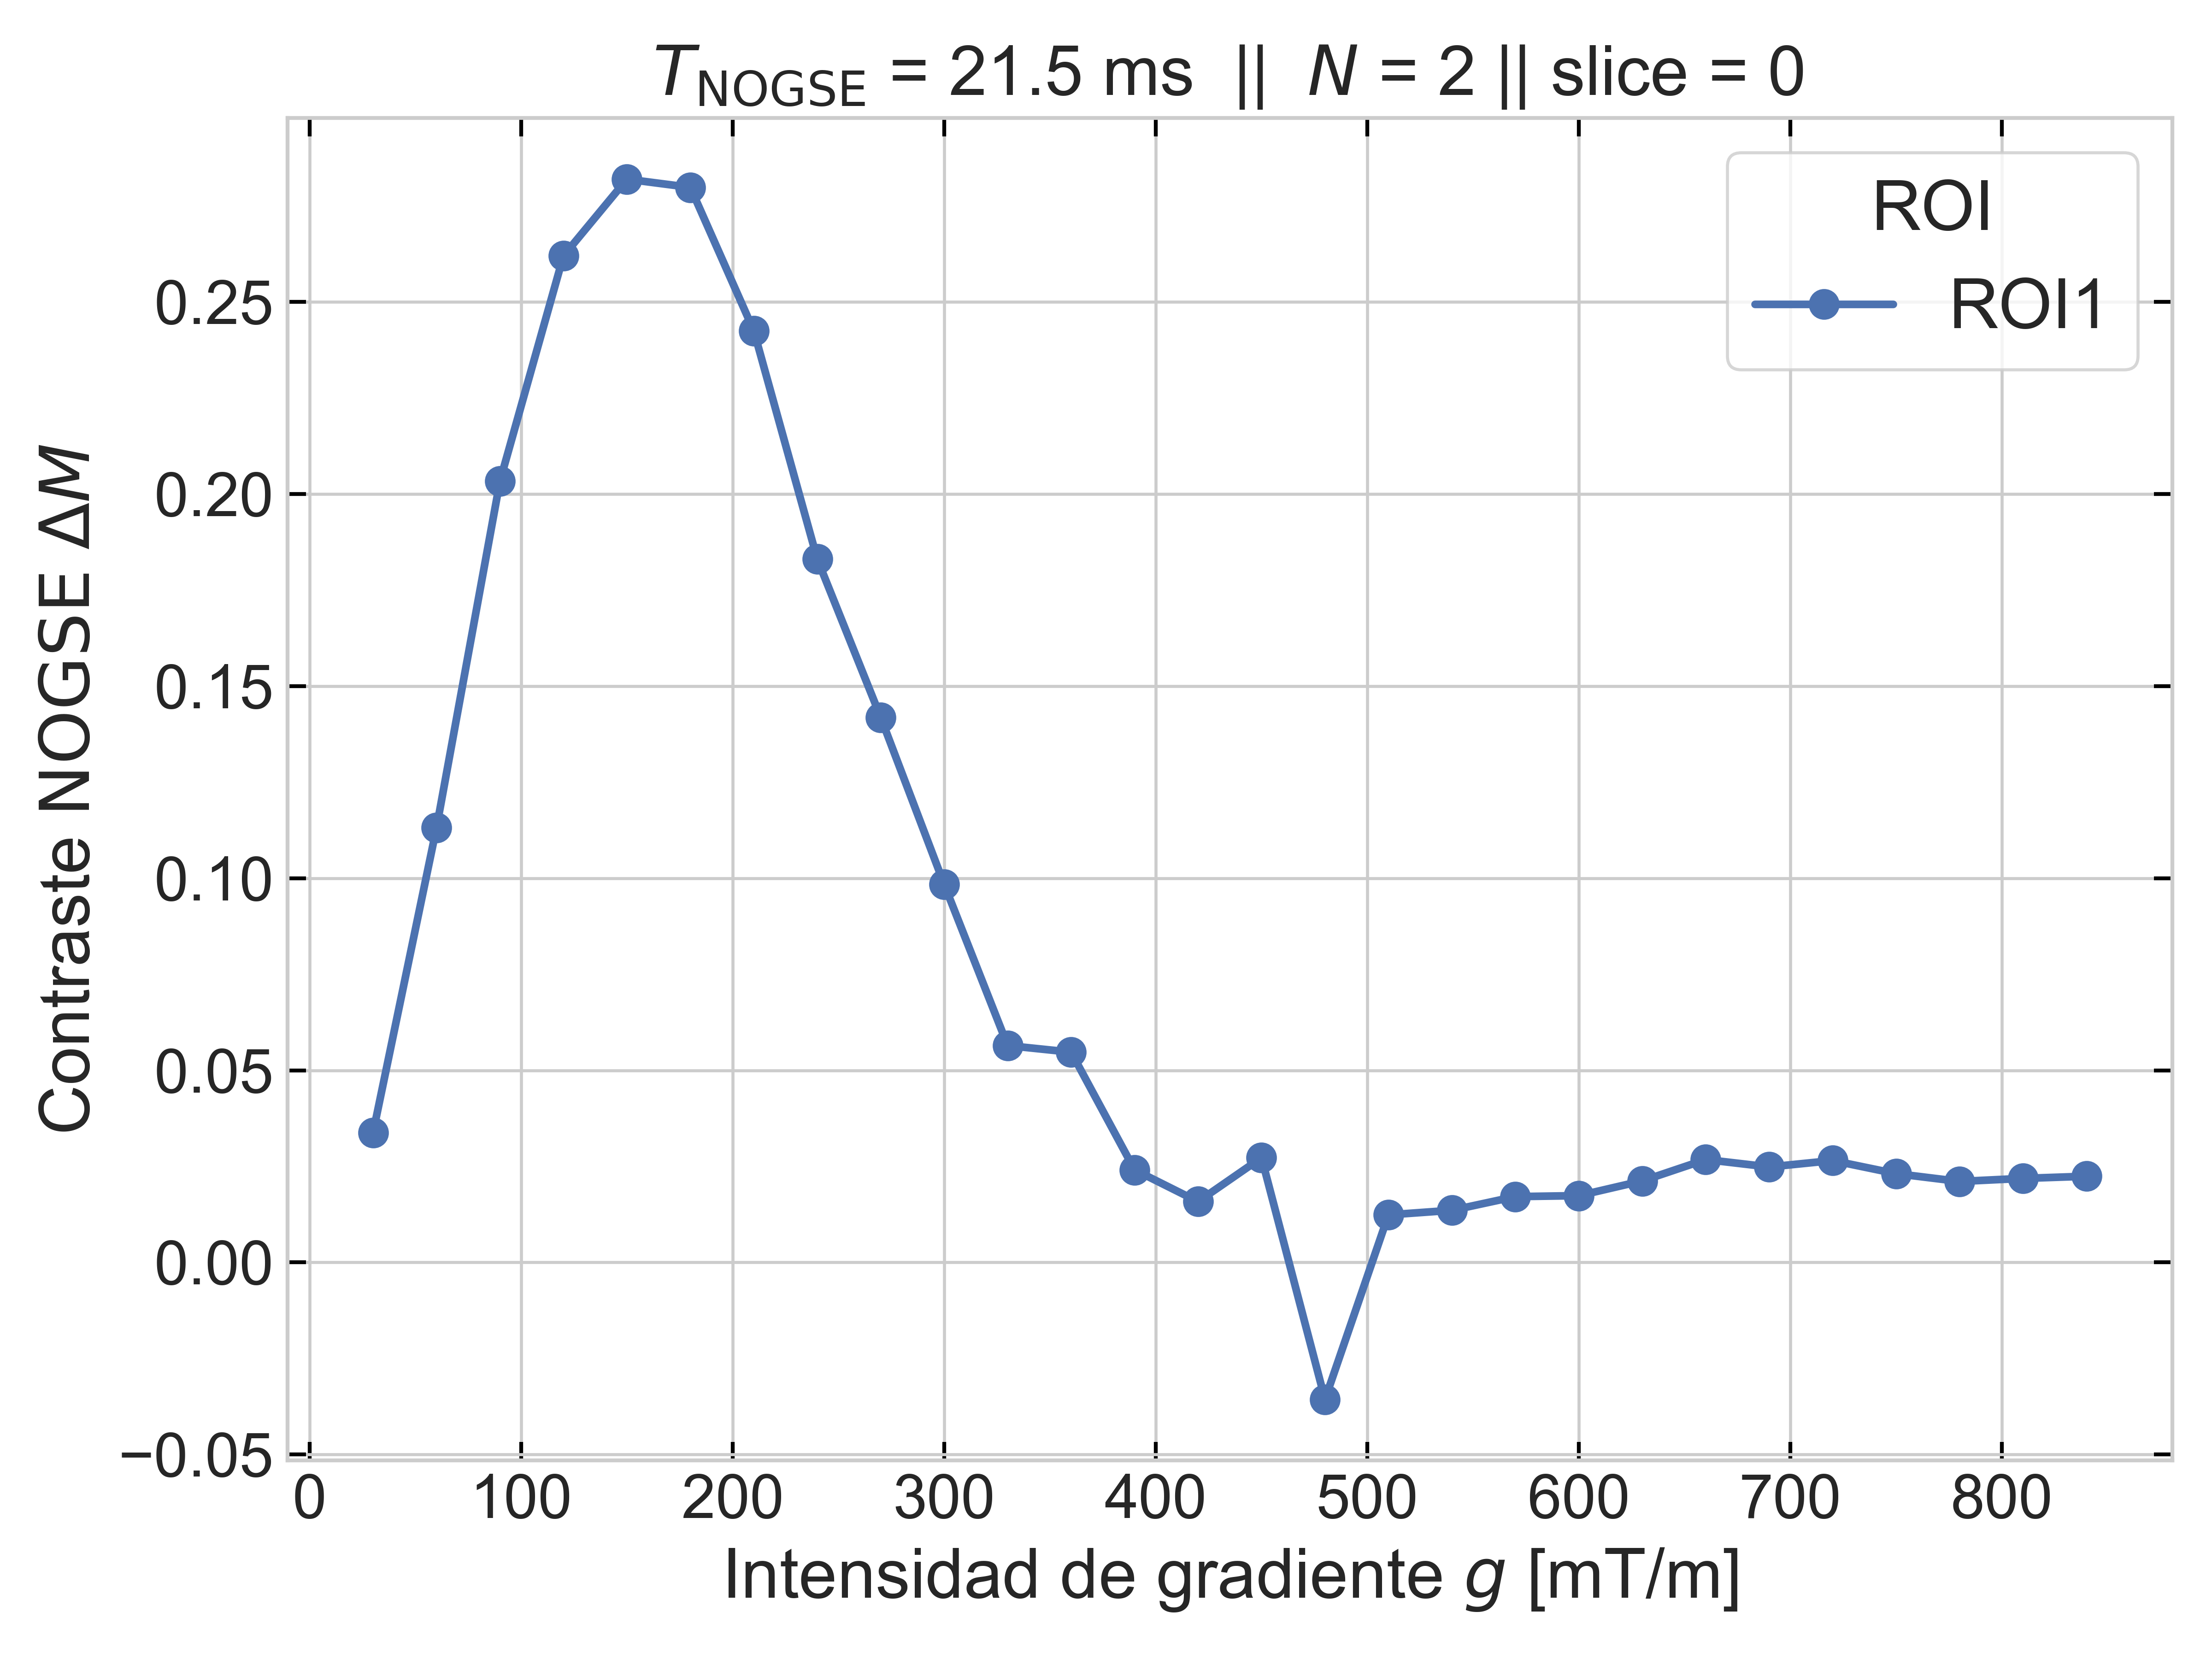 T_NOGSE = 21.5 ms || N = 2 || slice = 0
ROI
ROI1
Contraste NOGSE ΔM
0.25
0.20
0.15
0.10
0.05
0.00
−0.05
0 100 200 300 400 500 600 700 800
Intensidad de gradiente g [mT/m]